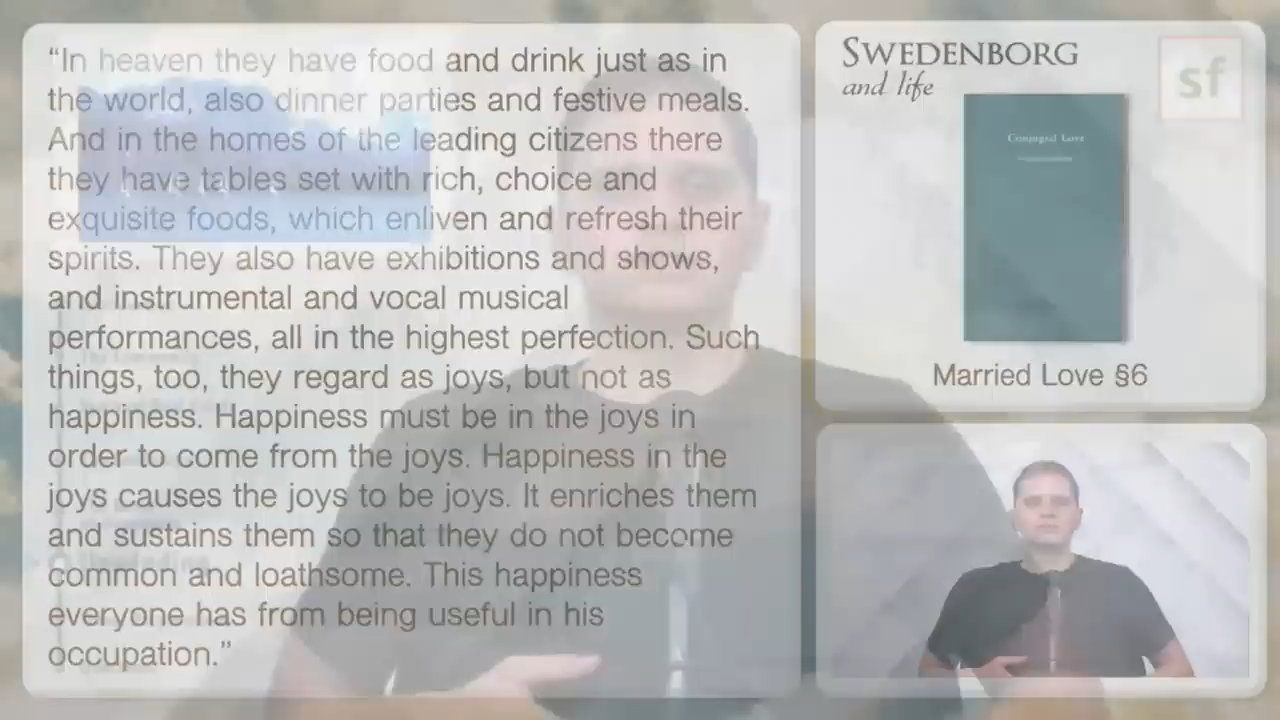 “In heaven they have food and drink just as in
the world, also dinner parties and festive meals.
And in the homes of the leading citizens there
they have tables set with rich, choice and
exquisite foods, which enliven and refresh their
spirits. They also have exhibitions and shows,
and instrumental and vocal musical
performances, all in the highest perfection. Such
things, too, they regard as joys, but not as
happiness. Happiness must be in the joys in
order to come from the joys. Happiness in the
joys causes the joys to be joys. It enriches them
and sustains them so that they do not become
common and loathsome. This happiness
everyone has from being useful in his
occupation.”
SWEDENBORG
and life
sf
Conjugial Love
Married Love §6